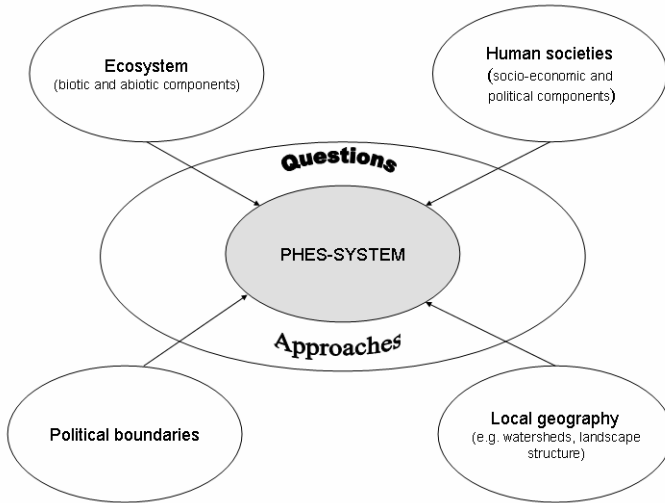 Ecosystem
(biotic and abiotic components)
Human societies
(socio-economic and
political components)
Questions
PHES-SYSTEM
Approaches
Political boundaries
Local geography
(e.g. watersheds, landscape
structure)